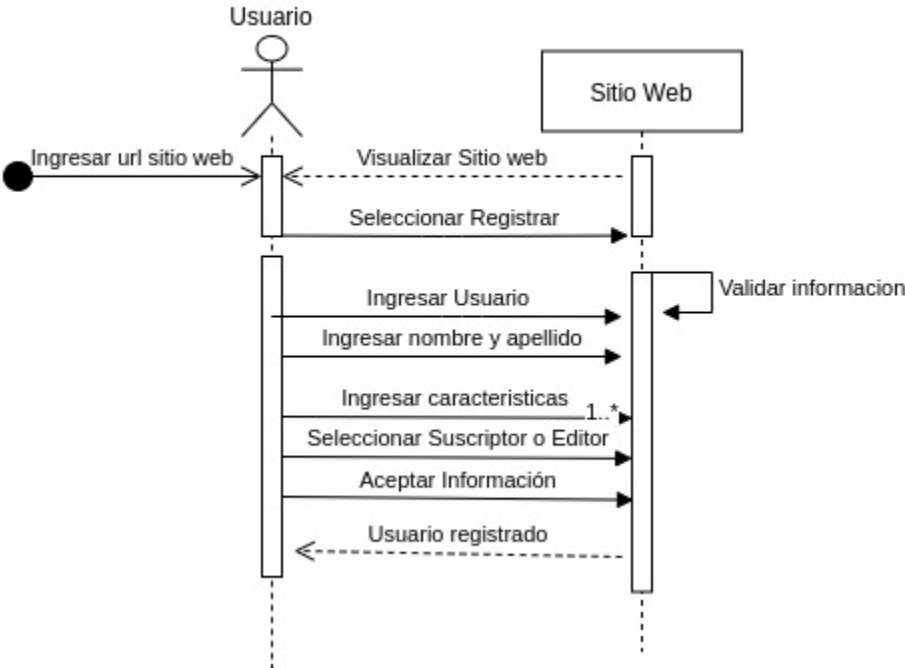 Usuario
Sitio Web
Ingresar url sitio web
Visualizar Sitio web
Seleccionar Registrar
Validar informacion
Ingresar Usuario
Ingresar nombre y apellido
Ingresar caracteristicas
1..*
Seleccionar Suscriptor o Editor
Aceptar Información
Usuario registrado